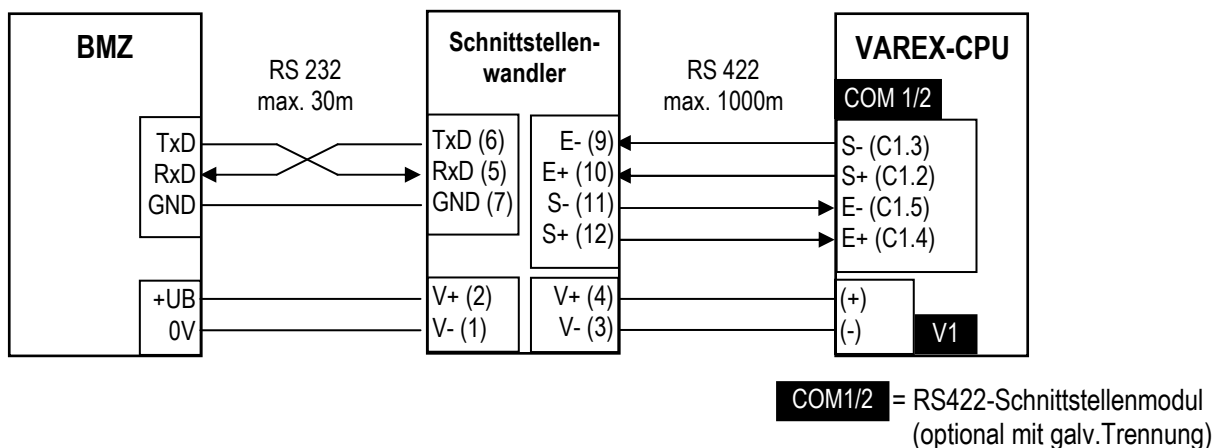 BMZ
RS 232
max. 30m
Schnittstellen-
wandler
RS 422
max. 1000m
VAREX-CPU
COM 1/2
TxD
RxD
GND
TxD (6)
RxD (5)
GND (7)
E- (9)
E+ (10)
S- (11)
S+ (12)
S- (C1.3)
S+ (C1.2)
E- (C1.5)
E+ (C1.4)
+UB
0V
V+ (2)
V- (1)
V+ (4)
V- (3)
(+)
(-)
V1
COM1/2 = RS422-Schnittstellenmodul
(optional mit galv.Trennung)